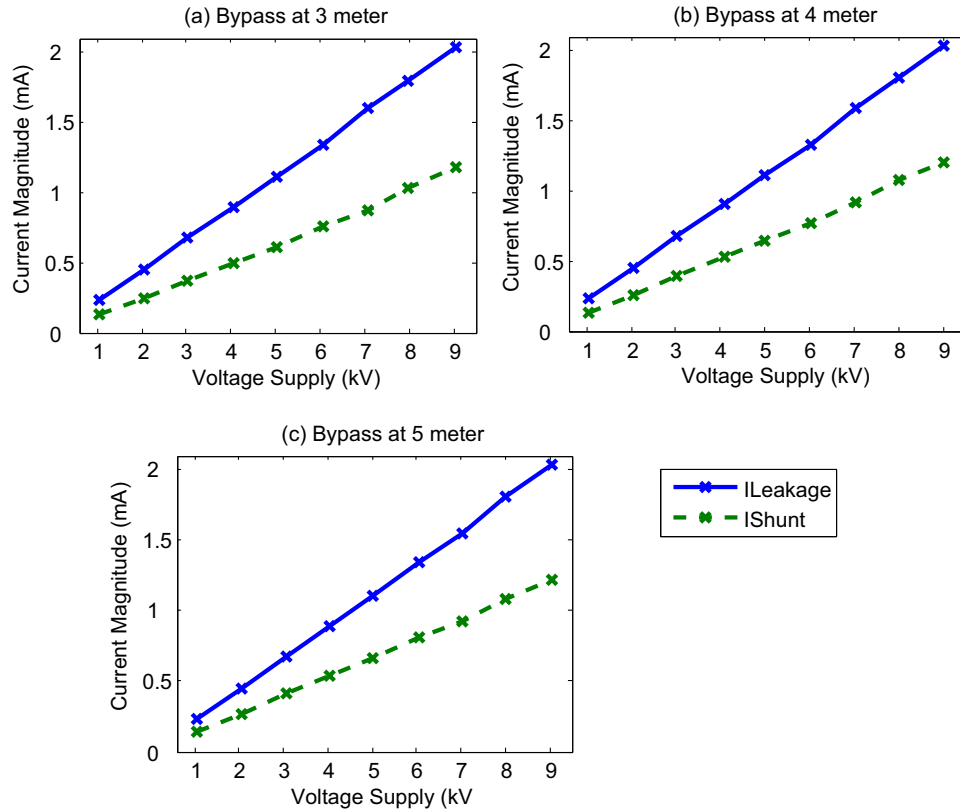 (a) Bypass at 3 meter
Current Magnitude (mA)
2
1.5
1
0.5
0
1 2 3 4 5 6 7 8 9
Voltage Supply (kV)
(b) Bypass at 4 meter
Current Magnitude (mA)
2
1.5
1
0.5
0
1 2 3 4 5 6 7 8 9
Voltage Supply (kV)
(c) Bypass at 5 meter
Current Magnitude (mA)
2
1.5
1
0.5
0
1 2 3 4 5 6 7 8 9
Voltage Supply (kV
ILeakage
IShunt